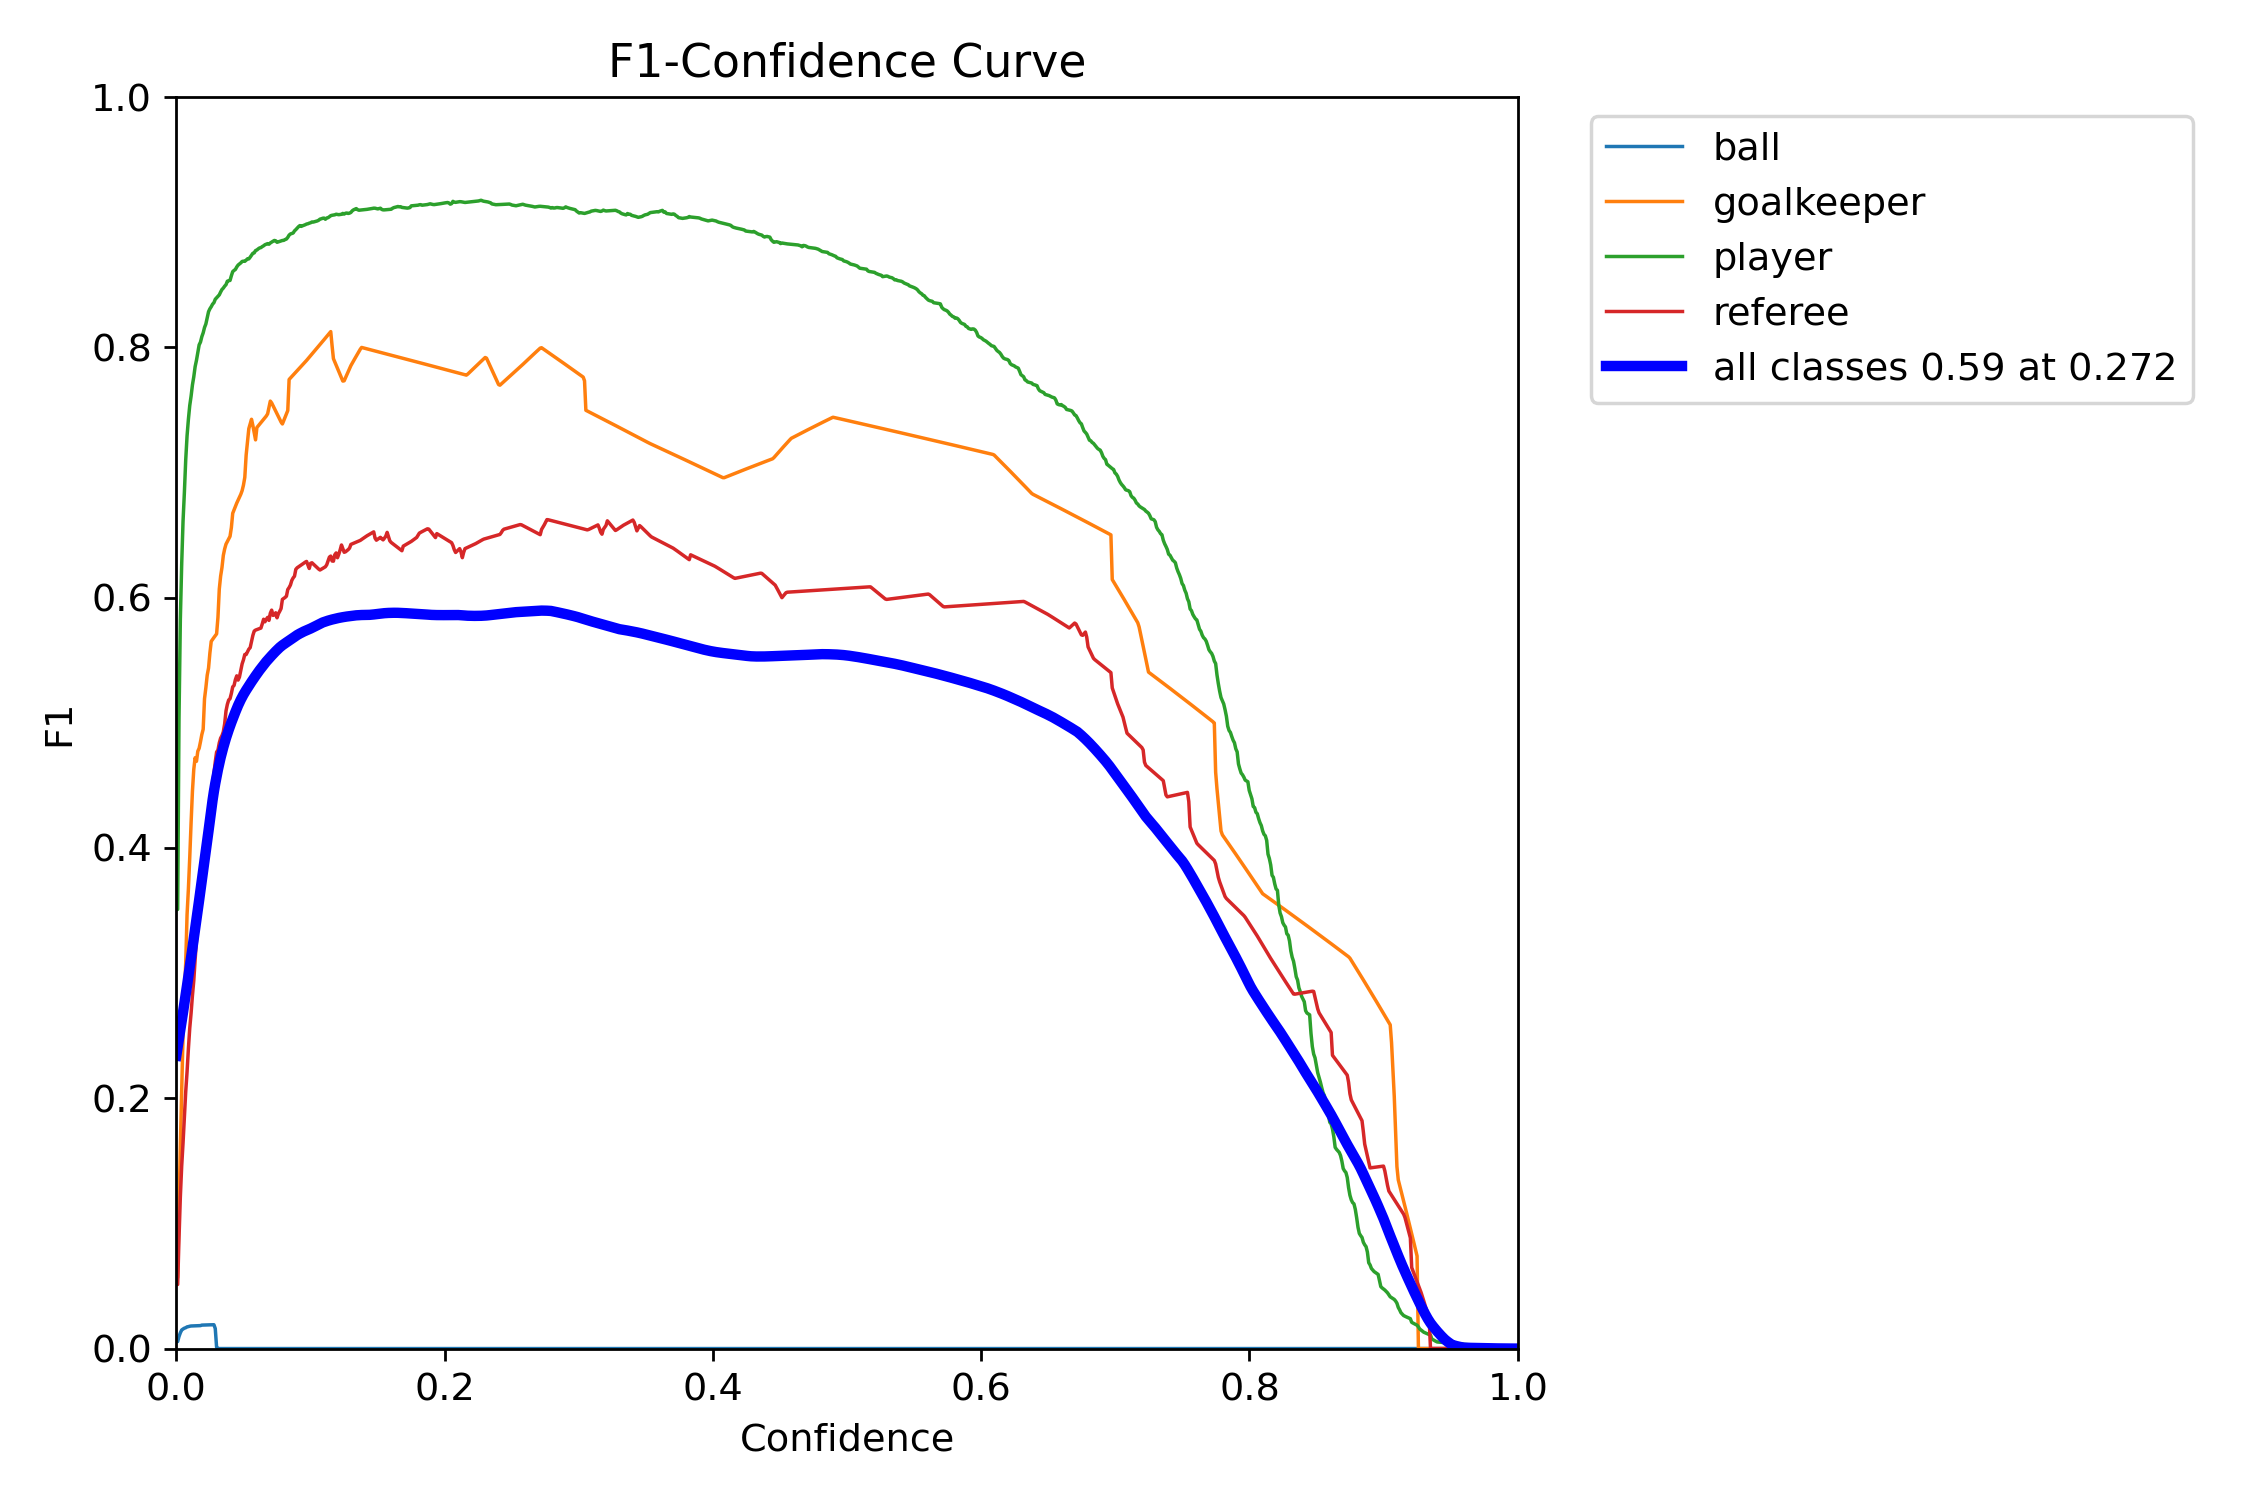 F1-Confidence Curve
1.0
0.8
0.6
0.4
0.2
0.0
F1
0.0 0.2 0.4 0.6 0.8 1.0
Confidence
ball
goalkeeper
player
referee
all classes 0.59 at 0.272